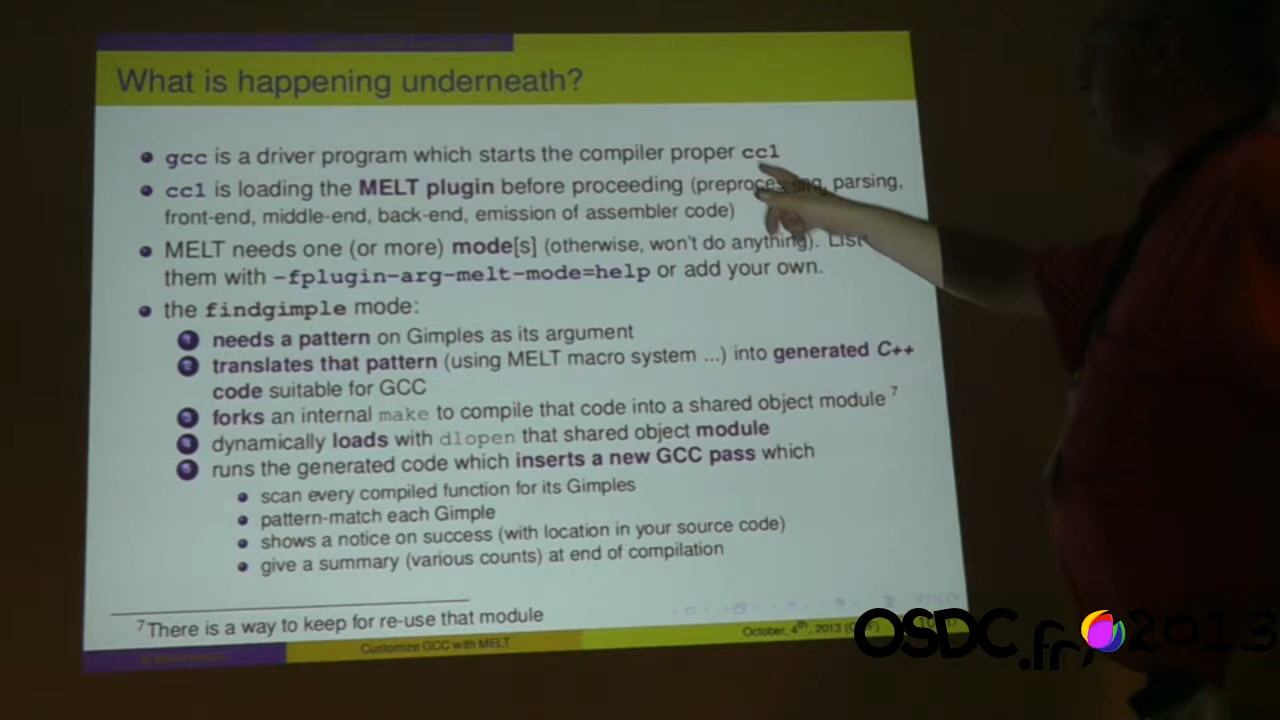 What is happening underneath?
gcc is a driver program which starts the compiler proper cc1
cc1 is loading the MELT plugin before proceeding (preprocessing, parsing,
front-end, middle-end, back-end, emission of assembler code)
MELT needs one (or more) mode[s] (otherwise, won't do anything). List
them with -fplugin-arg-melt-mode=help or add your own.
the findgimple mode:
1 needs a pattern on Gimples as its argument
2 translates that pattern (using MELT macro system ...) into generated C++
code suitable for GCC
3 forks an internal make to compile that code into a shared object module 7
4 dynamically loads with dlopen that shared object module
5 runs the generated code which inserts a new GCC pass which
scan every compiled function for its Gimples
pattern-match each Gimple
shows a notice on success (with location in your source code)
give a summary (various counts) at end of compilation
7 There is a way to keep for re-use that module
Customize GCC with MELT
October, 4th, 2013
OSDC.fr 2013